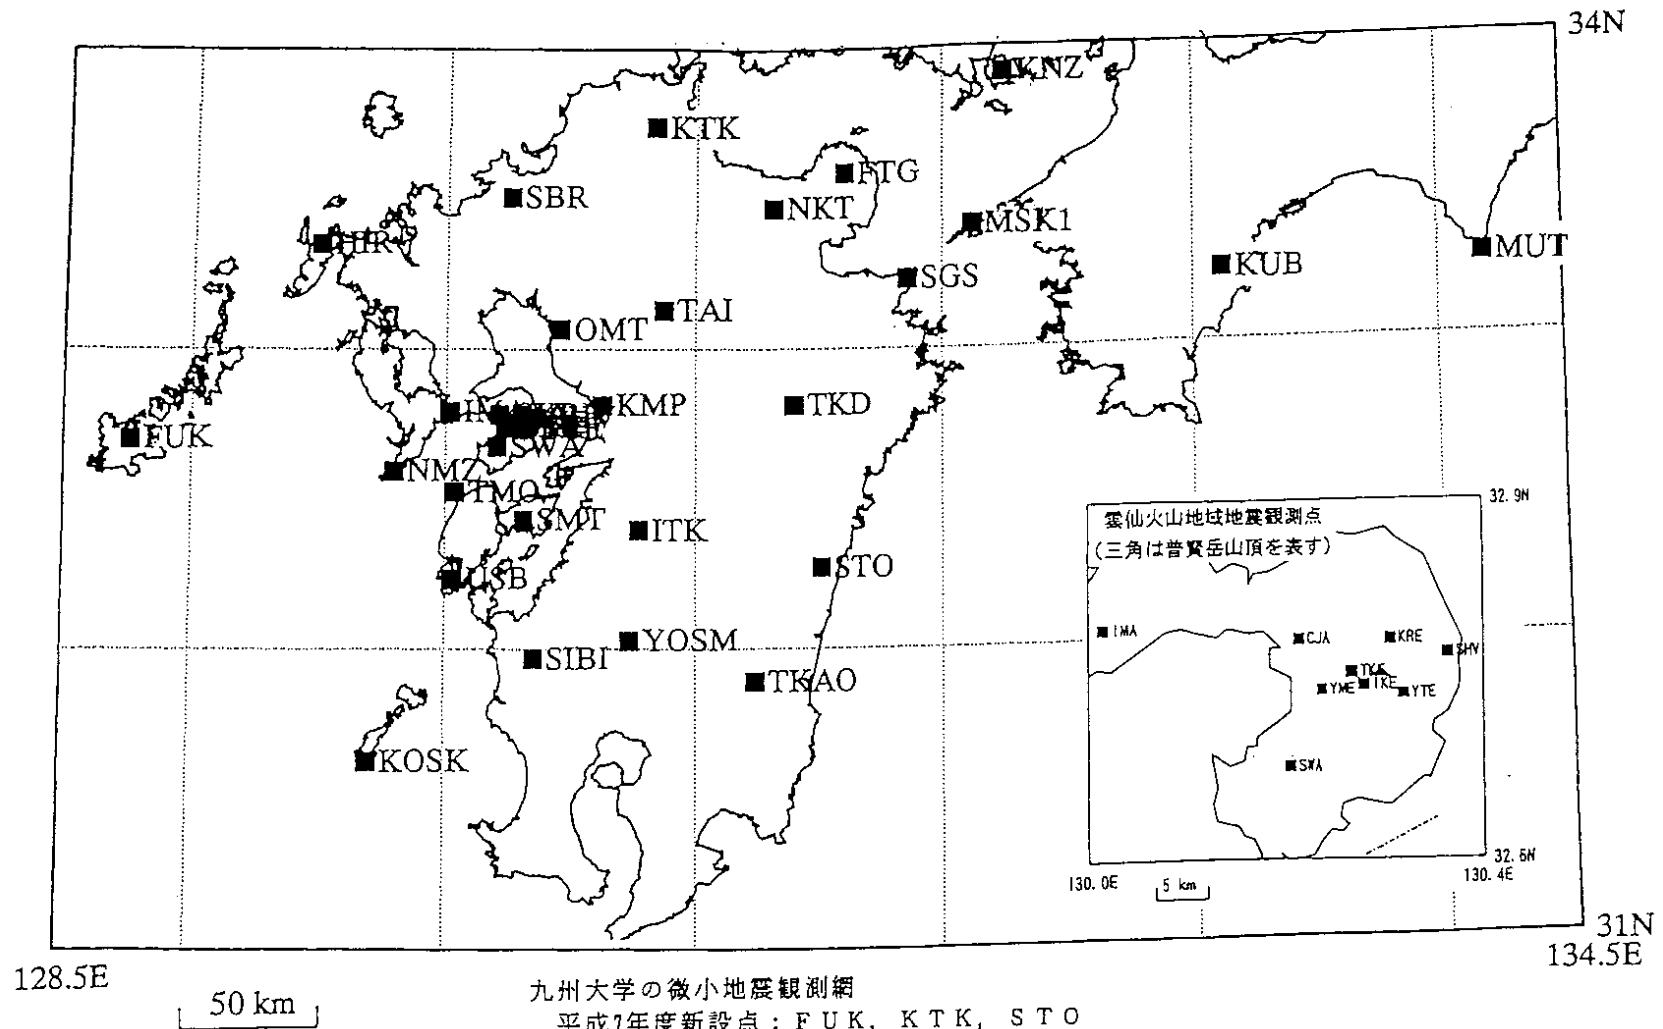 34N
KNZ
KTK
FTG
SBR
NKT
MSK1
HIR
KUB
MUT
SGS
TAI
OMT
KMP
TKD
FUK
SWA
NMZ
TMO
SMT
ITK
STO
USB
YOSM
SIBI
TKAO
KOSK
32.9N
雲仙火山地域地震観測点
(三角は普賢岳山頂を表す)
IMA
CJA
KRE
SHV
YME
IKE
YTE
SWA
32.6N
130.0E
5 km
130.4E
31N
134.5E
128.5E
50 km
九州大学の微小地震観測網
平成7年度新設点: FUK, KTK, STO